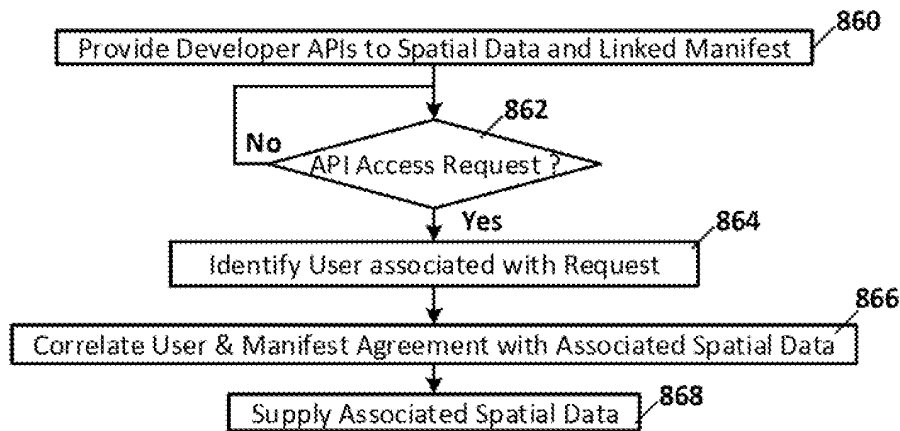 860
Provide Developer APIs to Spatial Data and Linked Manifest
862
No
API Access Request ?
Yes
864
Identify User associated with Request
866
Correlate User & Manifest Agreement with Associated Spatial Data
Supply Associated Spatial Data
868